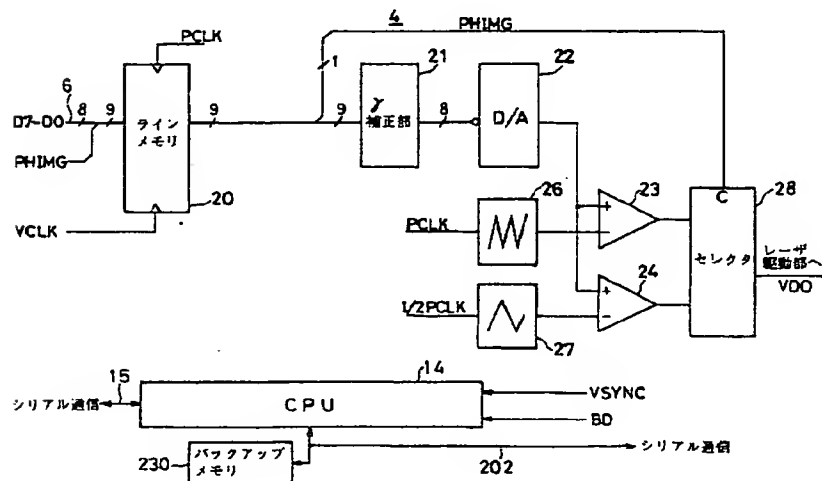 4
PCLK
PHIMG
1
21
22
6
D7-D0
8
9
ライン
メモリ
9
9
γ
補正部
8
D/A
PHIMG
20
VCLK
26
23
28
PCLK
+
-
C
セレクタ
レーザ
駆動部へ
VDO
24
1/2PCLK
+
-
27
15
14
シリアル通信
CPU
VSYNC
BD
230
バックアップ
メモリ
202
シリアル通信